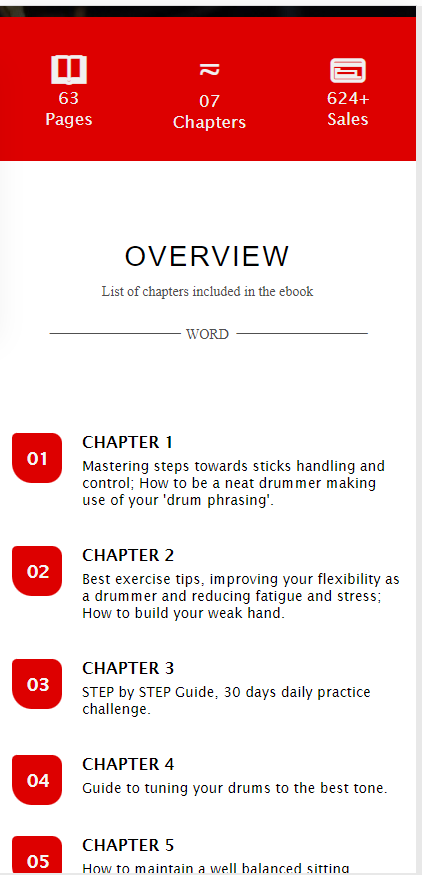 63
Pages
07
Chapters
624+
Sales
OVERVIEW
List of chapters included in the ebook
WORD
01
CHAPTER 1
Mastering steps towards sticks handling and
control; How to be a neat drummer making
use of your 'drum phrasing'.
02
CHAPTER 2
Best exercise tips, improving your flexibility as
a drummer and reducing fatigue and stress;
How to build your weak hand.
03
CHAPTER 3
STEP by STEP Guide, 30 days daily practice
challenge.
04
CHAPTER 4
Guide to tuning your drums to the best tone.
05
CHAPTER 5
How to maintain a well balanced sitting